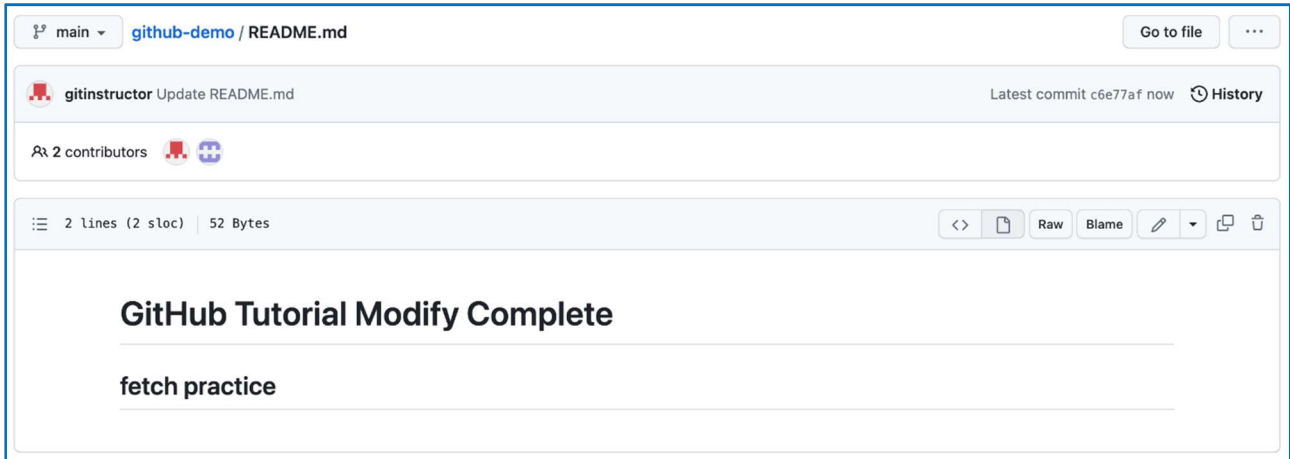 main github-demo / README.md Go to file ...
gitinstructor Update README.md Latest commit c6e77af now History
2 contributors
2 lines (2 sloc) 52 Bytes <> Raw Blame
GitHub Tutorial Modify Complete
fetch practice